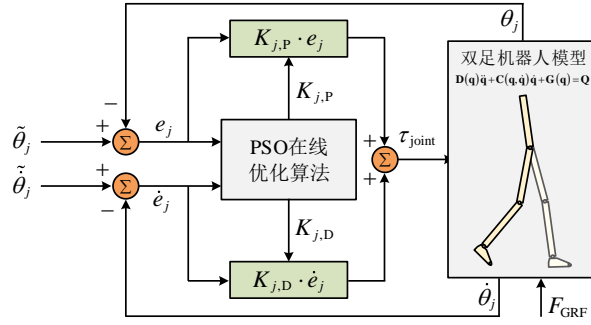 θ_j
K_{j,P} · e_j
双足机器人模型
D(q)q̈+C(q,q̇)q̇+G(q)=Q
K_{j,P}
−
θ̃_j
+
e_j
Σ
PSO在线
优化算法
+
Σ
+
τ_joint
θ̃̇_j
+
Σ
−
ė_j
K_{j,D}
K_{j,D} · ė_j
θ̇_j
F_GRF